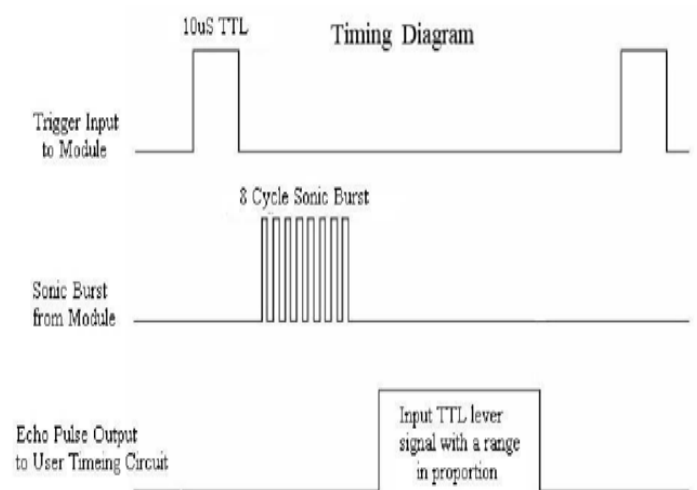 10uS TTL
Timing Diagram
Trigger Input
to Module
8 Cycle Sonic Burst
Sonic Burst
from Module
Echo Pulse Output
to User Timeing Circuit
Input TTL lever
signal with a range
in proportion